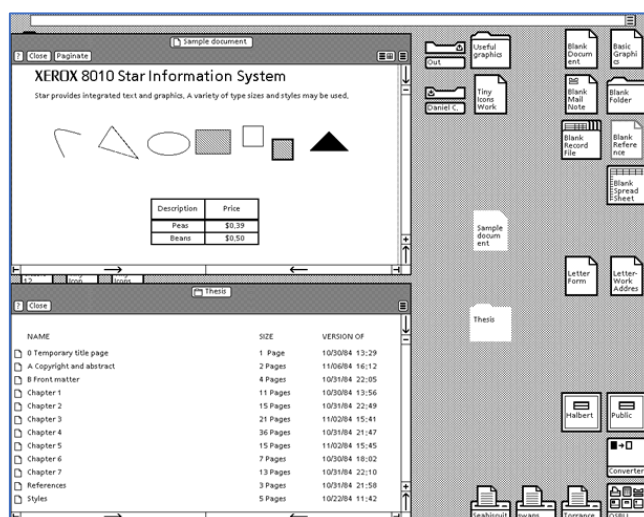 Sample document
? Close Paginate
XEROX 8010 Star Information System
Star provides integrated text and graphics. A variety of type sizes and styles may be used.
Description Price
Peas $0.39
Beans $0.50
Thesis
? Close
NAME SIZE VERSION OF
0 Temporary title page 1 Page 10/30/84 13:29
A Copyright and abstract 2 Pages 11/06/84 16:12
B Front matter 4 Pages 10/31/84 22:05
Chapter 1 11 Pages 10/30/84 13:56
Chapter 2 15 Pages 10/31/84 22:49
Chapter 3 21 Pages 11/02/84 15:41
Chapter 4 36 Pages 10/31/84 21:47
Chapter 5 15 Pages 11/02/84 15:45
Chapter 6 7 Pages 10/30/84 18:02
Chapter 7 13 Pages 10/31/84 22:10
References 3 Pages 10/31/84 21:58
Styles 5 Pages 10/22/84 11:42
Out
Useful
graphics
Blank
Docum
ent
Basic
Graphi
cs
Daniel C.
Tiny
Icons
Work
Blank
Mail
Note
Blank
Folder
Blank
Record
File
Blank
Refere
nce
Blank
Spread
Sheet
Sample
docum
ent
Letter
Form
Letter-
Work
Addres
Thesis
Halbert
Public
Converter
Torrance